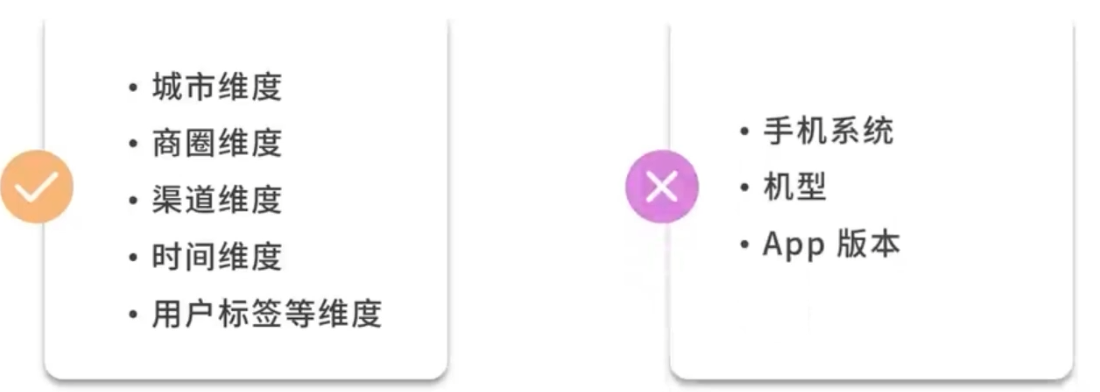 • 城市维度
• 商圈维度
• 渠道维度
• 时间维度
• 用户标签等维度
• 手机系统
• 机型
• App 版本